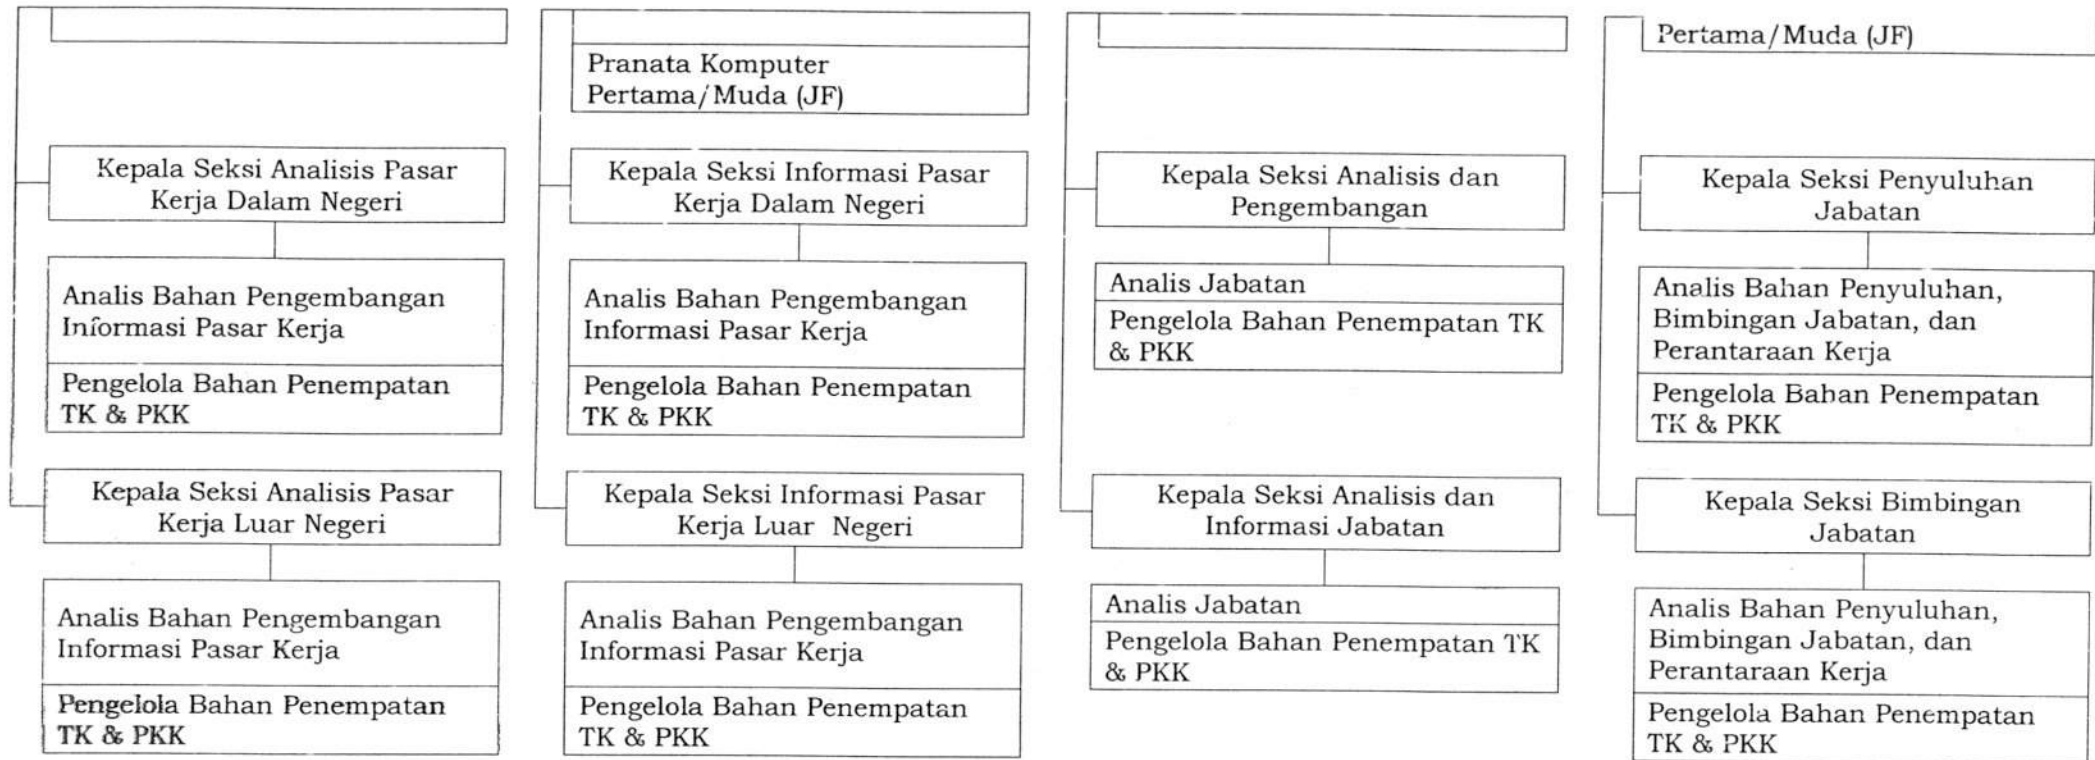 Pranata Komputer
Pertama/Muda (JF)
Pertama/Muda (JF)
Kepala Seksi Analisis Pasar
Kerja Dalam Negeri
Analis Bahan Pengembangan
Informasi Pasar Kerja
Pengelola Bahan Penempatan
TK & PKK
Kepala Seksi Analisis Pasar
Kerja Luar Negeri
Analis Bahan Pengembangan
Informasi Pasar Kerja
Pengelola Bahan Penempatan
TK & PKK
Kepala Seksi Informasi Pasar
Kerja Dalam Negeri
Analis Bahan Pengembangan
Informasi Pasar Kerja
Pengelola Bahan Penempatan
TK & PKK
Kepala Seksi Informasi Pasar
Kerja Luar Negeri
Analis Bahan Pengembangan
Informasi Pasar Kerja
Pengelola Bahan Penempatan
TK & PKK
Kepala Seksi Analisis dan
Pengembangan
Analis Jabatan
Pengelola Bahan Penempatan TK
& PKK
Kepala Seksi Analisis dan
Informasi Jabatan
Analis Jabatan
Pengelola Bahan Penempatan TK
& PKK
Kepala Seksi Penyuluhan
Jabatan
Analis Bahan Penyuluhan,
Bimbingan Jabatan, dan
Perantaraan Kerja
Pengelola Bahan Penempatan
TK & PKK
Kepala Seksi Bimbingan
Jabatan
Analis Bahan Penyuluhan,
Bimbingan Jabatan, dan
Perantaraan Kerja
Pengelola Bahan Penempatan
TK & PKK